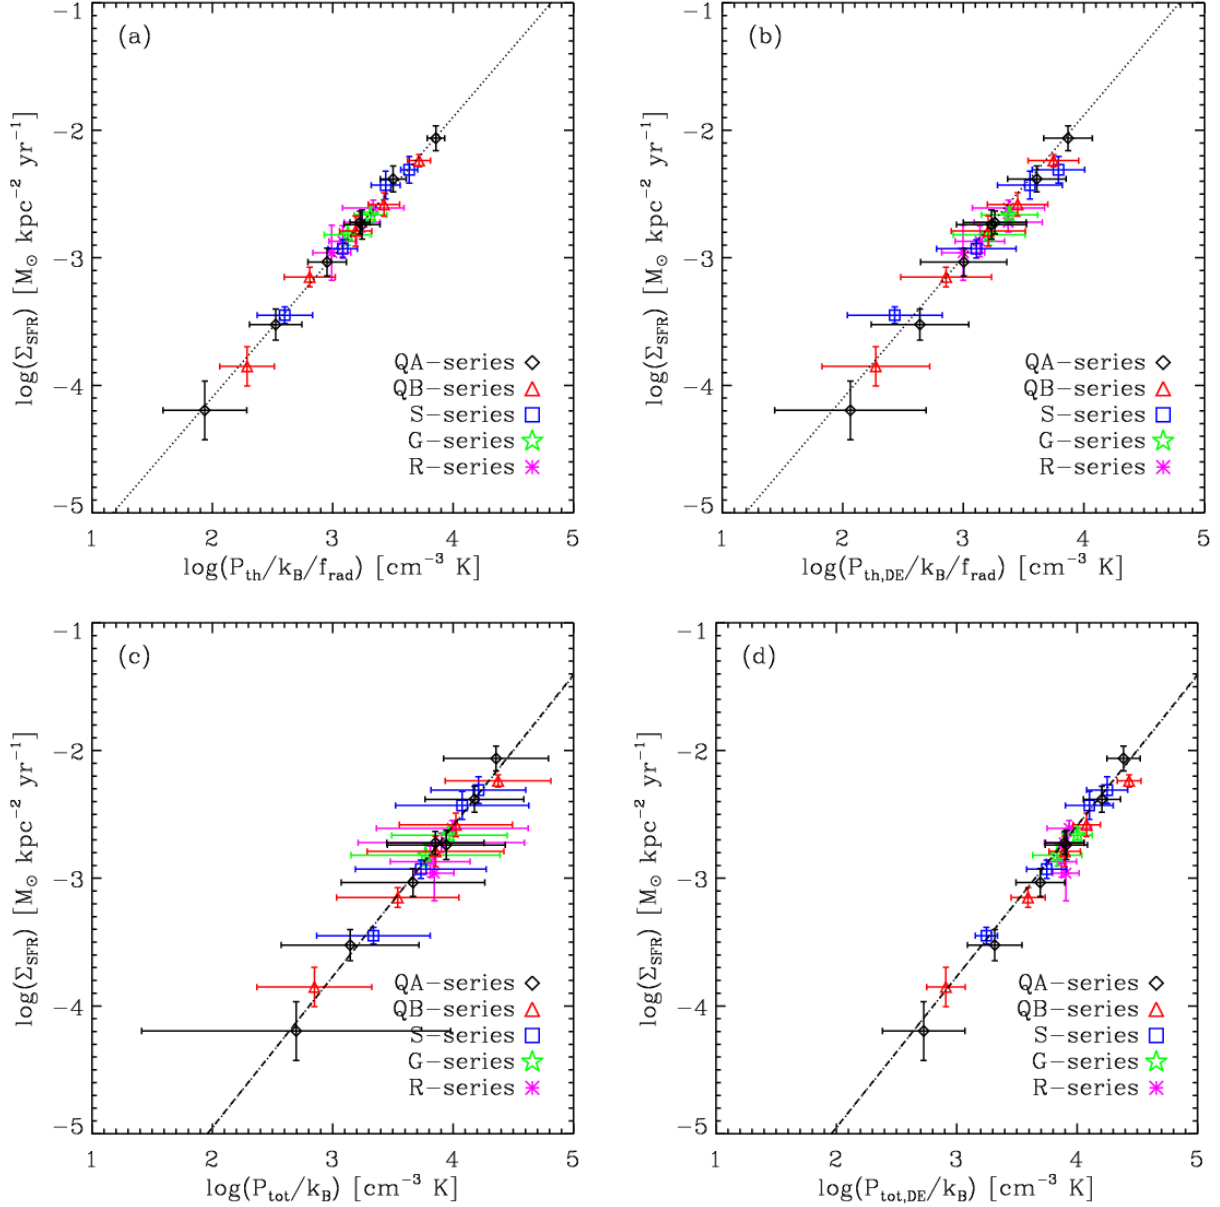 (a)
−1
−2
−3
−4
−5
log(Σ_SFR) [M_⊙ kpc⁻² yr⁻¹]
QA−series
QB−series
S−series
G−series
R−series
1 2 3 4 5
log(P_th/k_B/f_rad) [cm⁻³ K]
(b)
−1
−2
−3
−4
−5
log(Σ_SFR) [M_⊙ kpc⁻² yr⁻¹]
QA−series
QB−series
S−series
G−series
R−series
1 2 3 4 5
log(P_th,DE/k_B/f_rad) [cm⁻³ K]
(c)
−1
−2
−3
−4
−5
log(Σ_SFR) [M_⊙ kpc⁻² yr⁻¹]
QA−series
QB−series
S−series
G−series
R−series
1 2 3 4 5
log(P_tot/k_B) [cm⁻³ K]
(d)
−1
−2
−3
−4
−5
log(Σ_SFR) [M_⊙ kpc⁻² yr⁻¹]
QA−series
QB−series
S−series
G−series
R−series
1 2 3 4 5
log(P_tot,DE/k_B) [cm⁻³ K]